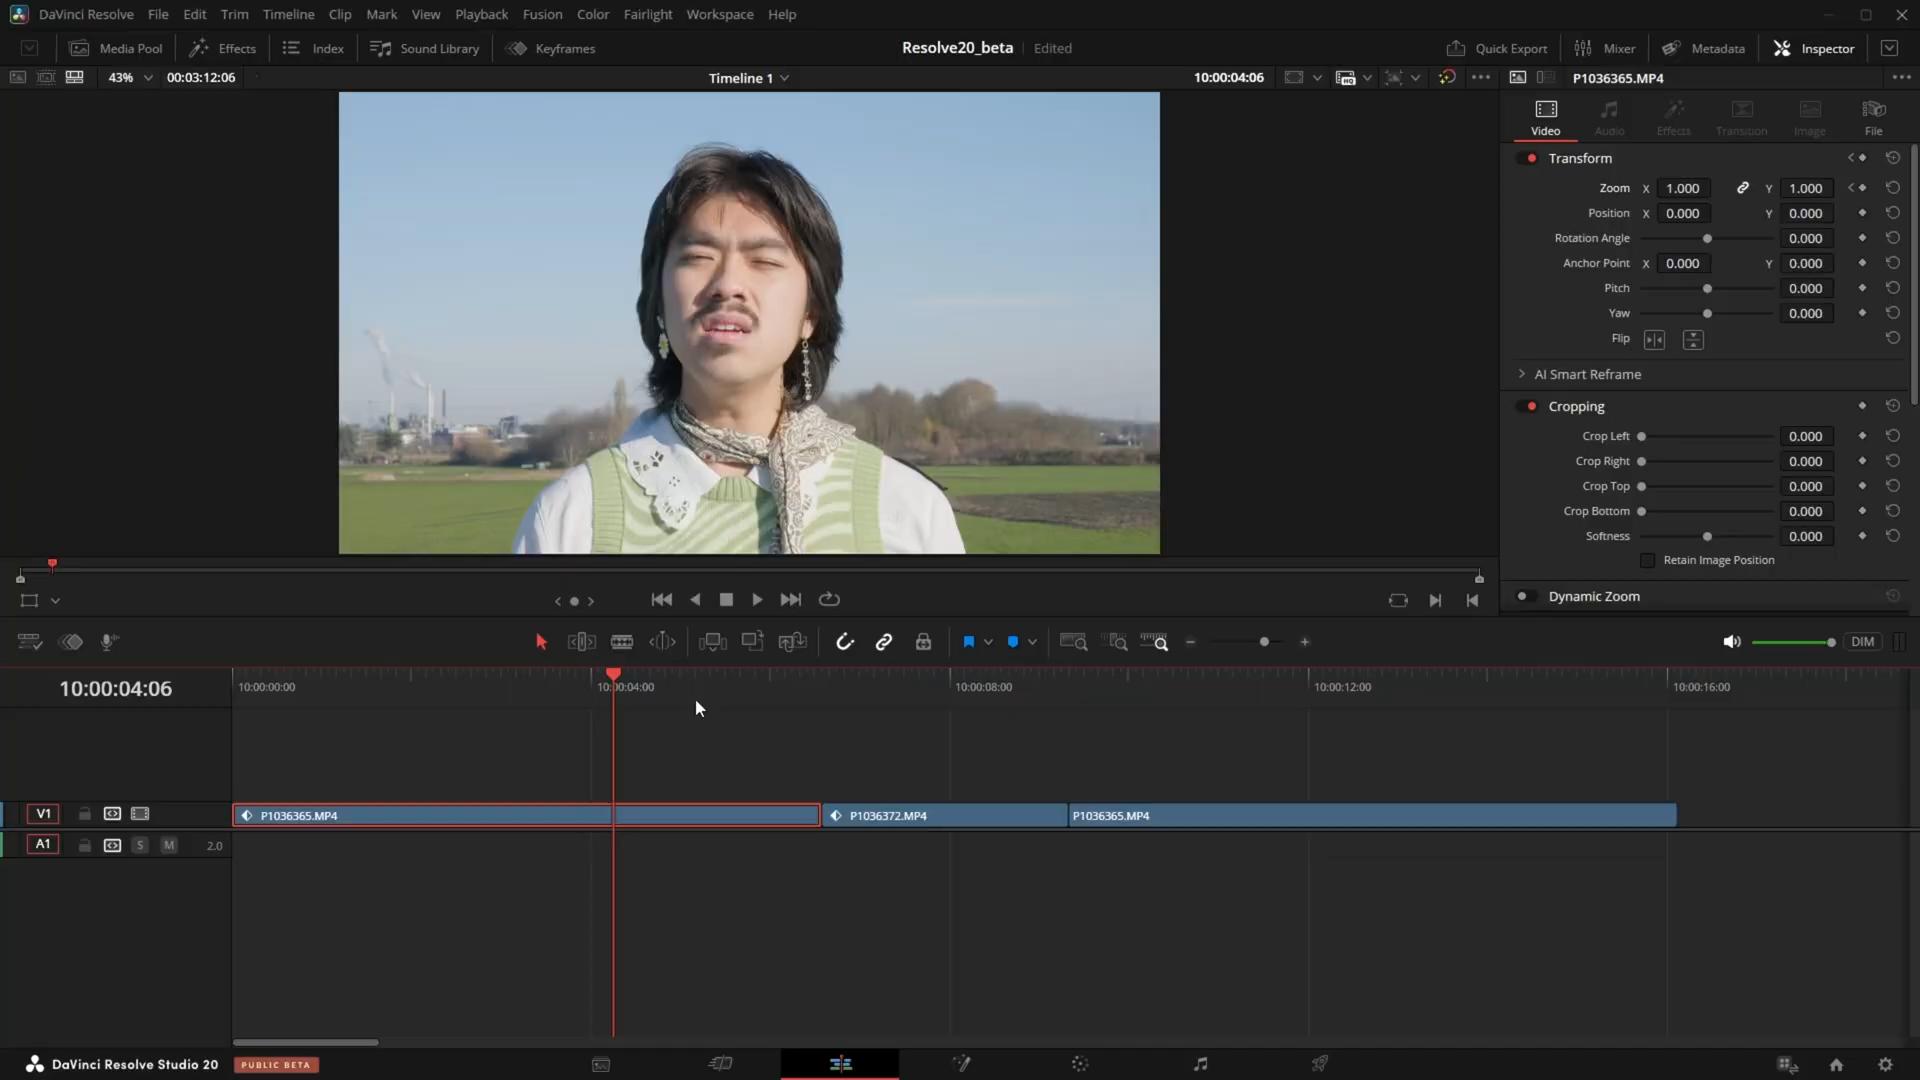 DaVinci Resolve File Edit Trim Timeline Clip Mark View Playback Fusion Color Fairlight Workspace Help
Media Pool Effects Index Sound Library Keyframes Resolve20_beta Edited Quick Export Mixer Metadata Inspector
43% 00:03:12:06 Timeline 1 10:00:04:06 P1036365.MP4
Video Audio Effects Transition Image File
Transform
Zoom X 1.000 Y 1.000
Position X 0.000 Y 0.000
Rotation Angle 0.000
Anchor Point X 0.000 Y 0.000
Pitch 0.000
Yaw 0.000
Flip
AI Smart Reframe
Cropping
Crop Left 0.000
Crop Right 0.000
Crop Top 0.000
Crop Bottom 0.000
Softness 0.000
Retain Image Position
Dynamic Zoom
DIM
10:00:04:06 10:00:00:00 10:00:04:00 10:00:08:00 10:00:12:00 10:00:16:00
V1 P1036365.MP4 P1036372.MP4 P1036365.MP4
A1 S M 2.0
DaVinci Resolve Studio 20 PUBLIC BETA